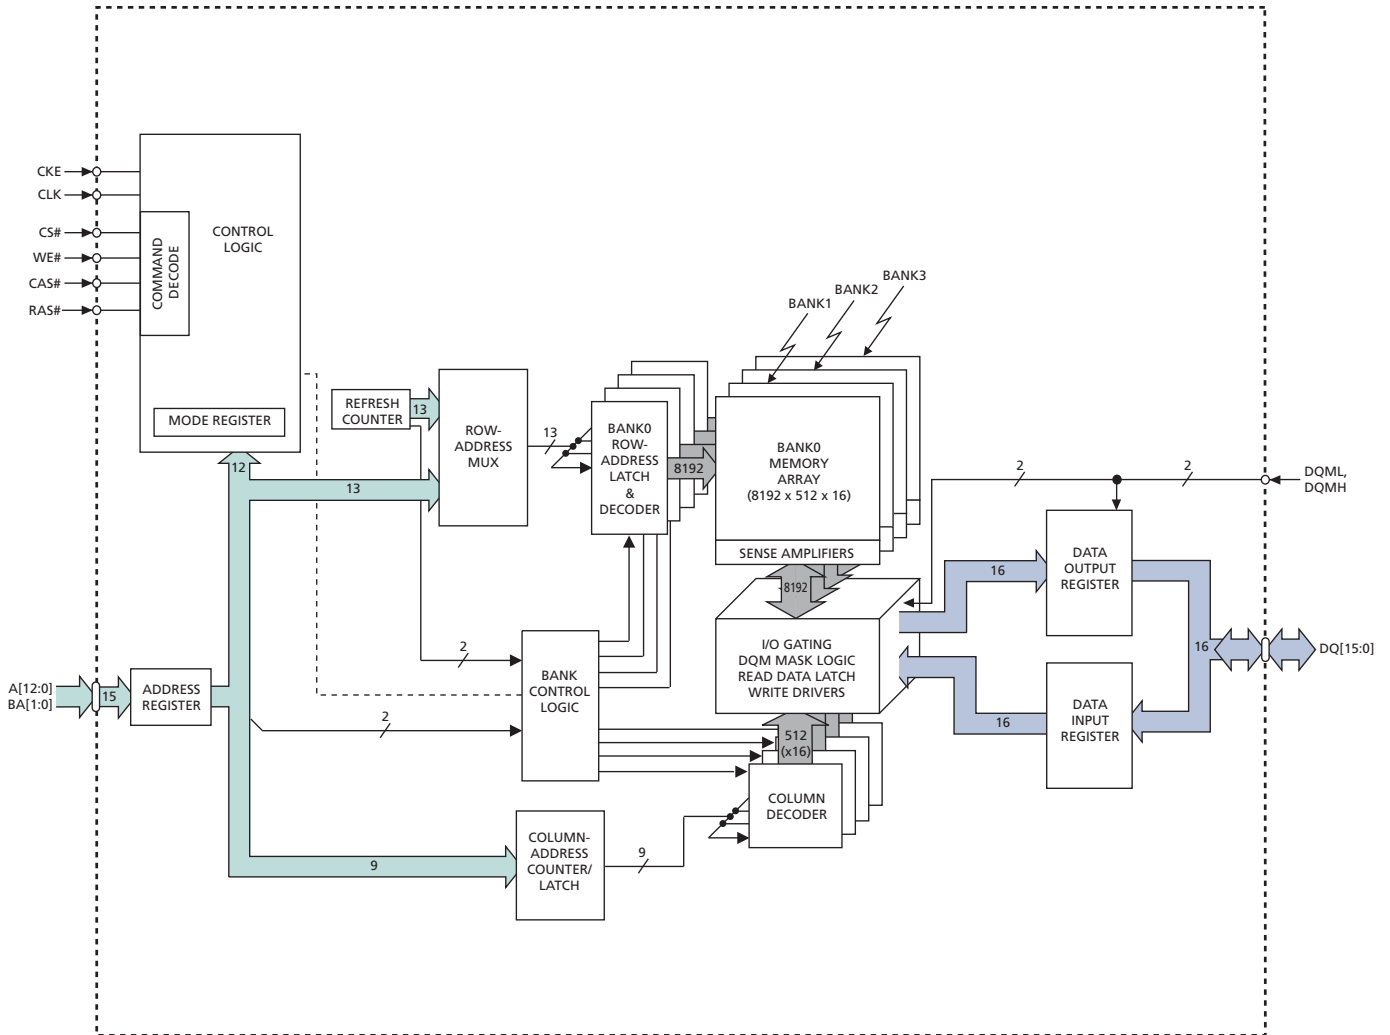 CKE
CLK
CS#
WE#
CAS#
RAS#
COMMAND
DECODE
CONTROL
LOGIC
MODE REGISTER
12
REFRESH
COUNTER
13
13
ROW-
ADDRESS
MUX
13
BANK0
ROW-
ADDRESS
LATCH
&
DECODER
8192
BANK1
BANK2
BANK3
BANK0
MEMORY
ARRAY
(8192 x 512 x 16)
SENSE AMPLIFIERS
8192
I/O GATING
DQM MASK LOGIC
READ DATA LATCH
WRITE DRIVERS
2
2
DQML,
DQMH
DATA
OUTPUT
REGISTER
16
16
16
DQ[15:0]
DATA
INPUT
REGISTER
A[12:0]
BA[1:0]
15
ADDRESS
REGISTER
2
2
BANK
CONTROL
LOGIC
512
(x16)
COLUMN
DECODER
9
COLUMN-
ADDRESS
COUNTER/
LATCH
9